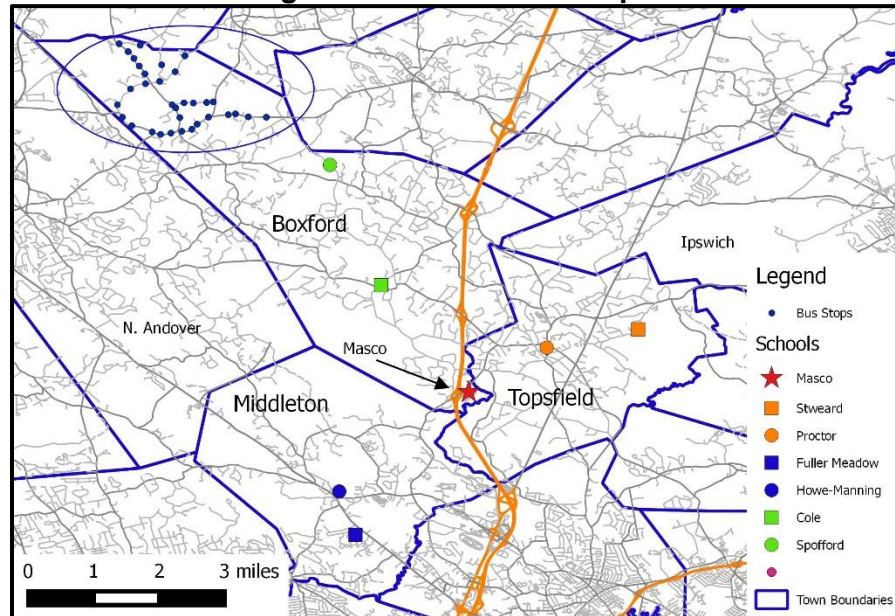 Boxford
Ipswich
N. Andover
Masco
Middleton
Topsfield
Legend
Bus Stops
Schools
Masco
Stweard
Proctor
Fuller Meadow
Howe-Manning
Cole
Spofford
Town Boundaries
0 1 2 3 miles